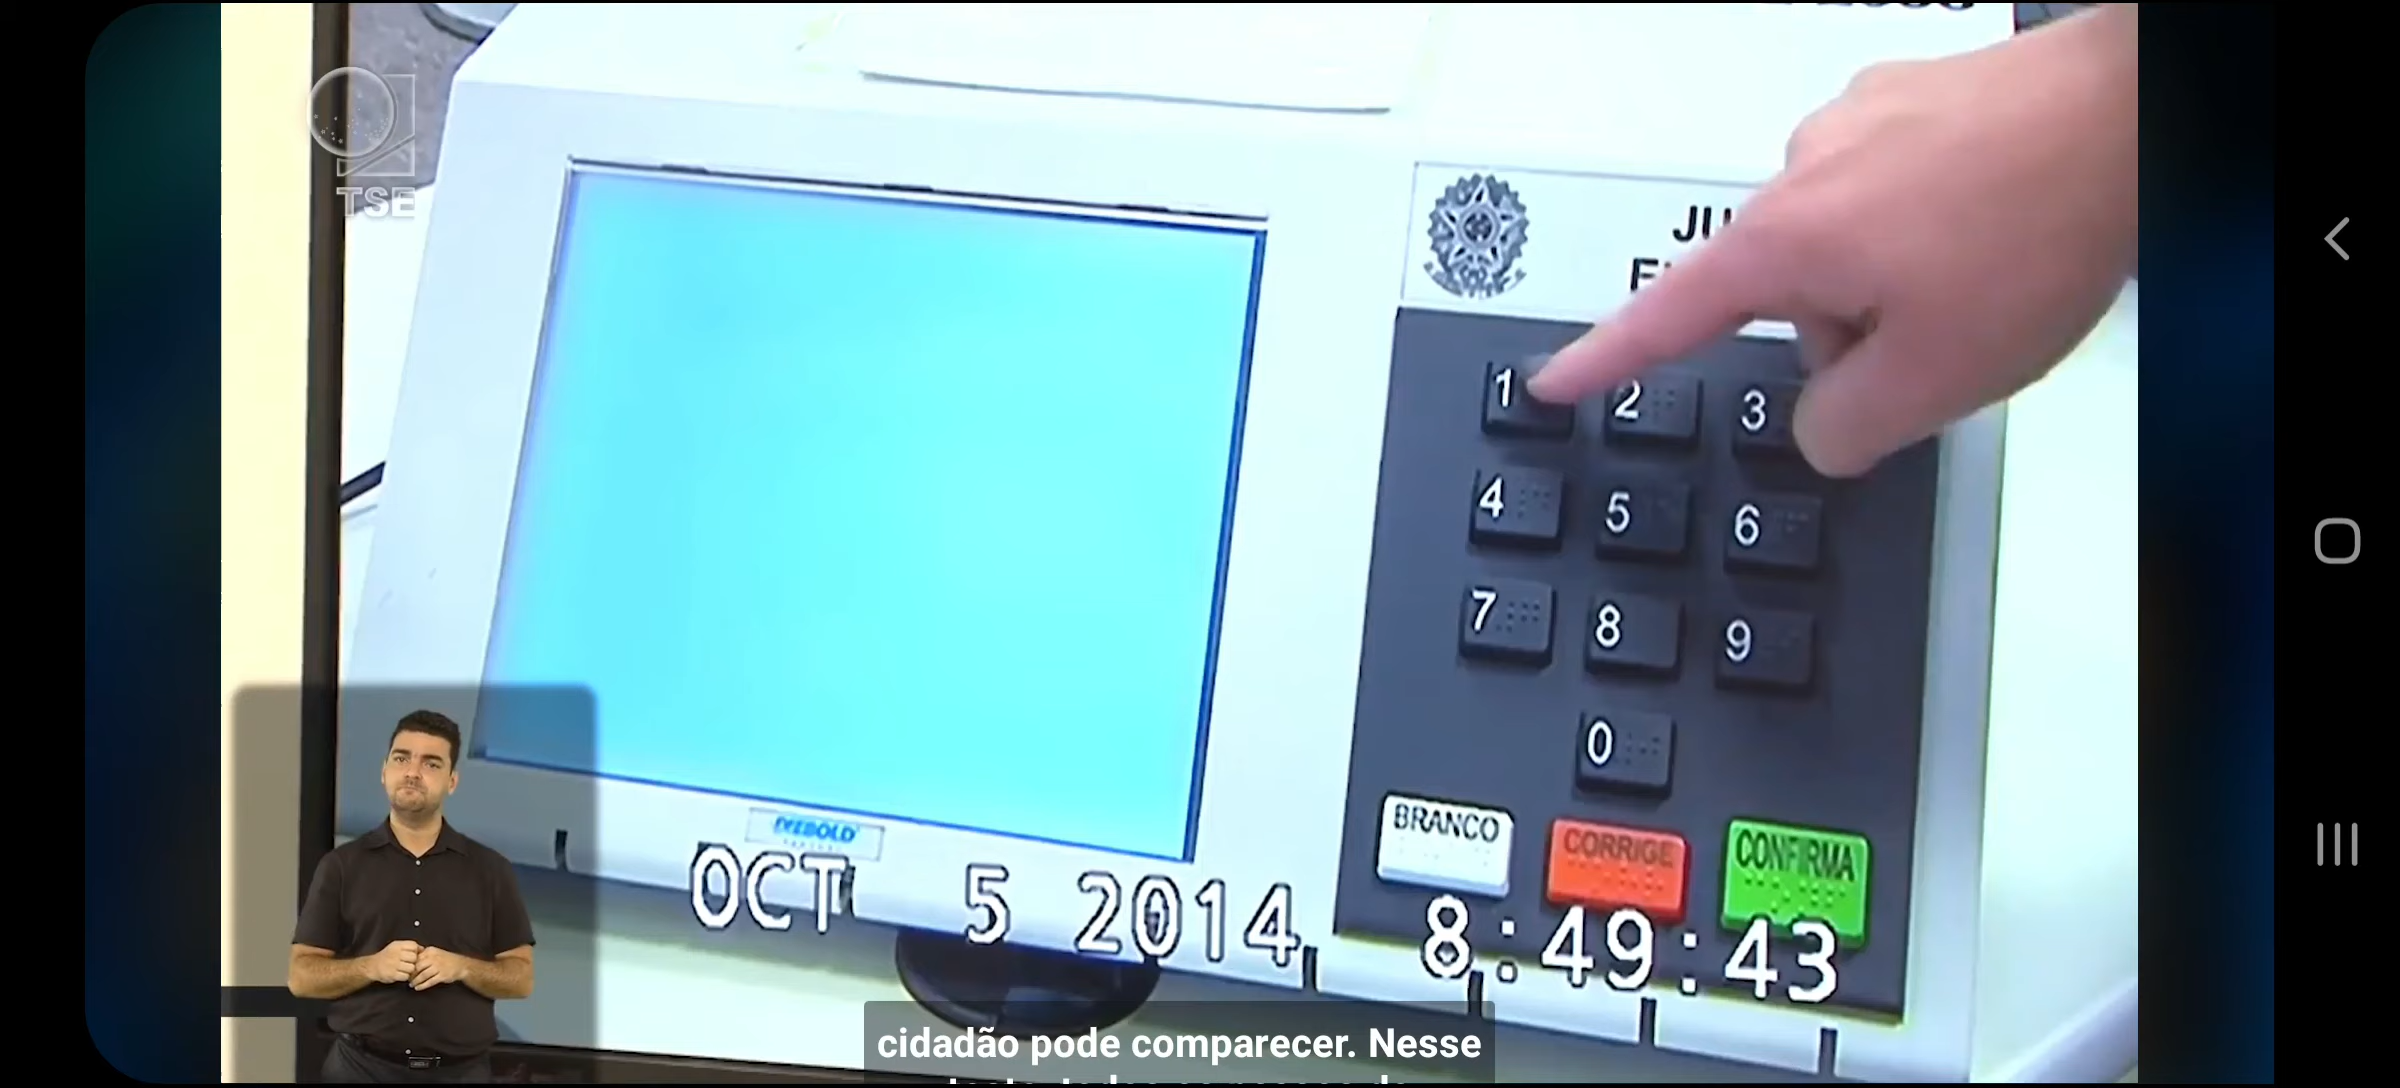 TSE
1 2 3
4 5 6
7 8 9
0
BRANCO CORRIGE CONFIRMA
DIEBOLD
OCT 5 2014 8:49:43
cidadão pode comparecer. Nesse